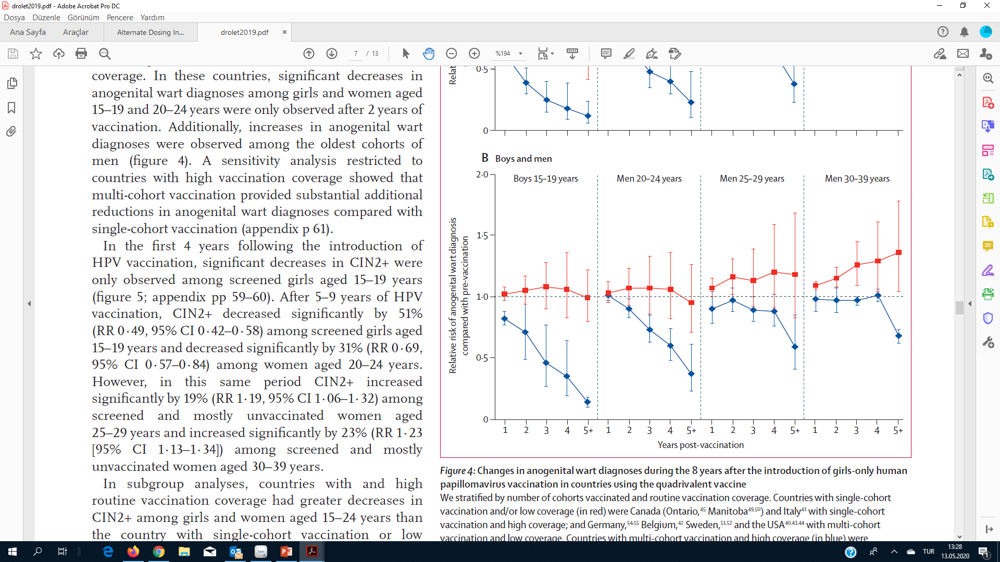 drolet2019.pdf - Adobe Acrobat Pro DC
Dosya Düzenle Görünüm Pencere Yardım
Ana Sayfa Araçlar Alternate Dosing In... drolet2019.pdf ×
7 / 13 %194
coverage. In these countries, significant decreases in
anogenital wart diagnoses among girls and women aged
15–19 and 20–24 years were only observed after 2 years of
vaccination. Additionally, increases in anogenital wart
diagnoses were observed among the oldest cohorts of
men (figure 4). A sensitivity analysis restricted to
countries with high vaccination coverage showed that
multi-cohort vaccination provided substantial additional
reductions in anogenital wart diagnoses compared with
single-cohort vaccination (appendix p 61).
In the first 4 years following the introduction of
HPV vaccination, significant decreases in CIN2+ were
only observed among screened girls aged 15–19 years
(figure 5; appendix pp 59–60). After 5–9 years of HPV
vaccination, CIN2+ decreased significantly by 51%
(RR 0·49, 95% CI 0·42–0·58) among screened girls aged
15–19 years and decreased significantly by 31% (RR 0·69,
95% CI 0·57–0·84) among women aged 20–24 years.
However, in this same period CIN2+ increased
significantly by 19% (RR 1·19, 95% CI 1·06–1·32) among
screened and mostly unvaccinated women aged
25–29 years and increased significantly by 23% (RR 1·23
[95% CI 1·13–1·34]) among screened and mostly
unvaccinated women aged 30–39 years.
In subgroup analyses, countries with and high
routine vaccination coverage had greater decreases in
CIN2+ among girls and women aged 15–24 years than
the country with single-cohort vaccination or low
Relat
0·5
0
B Boys and men
Boys 15–19 years Men 20–24 years Men 25–29 years Men 30–39 years
Relative risk of anogenital wart diagnosis
compared with pre-vaccination
2·0
1·5
1·0
0·5
0
1 2 3 4 5+ 1 2 3 4 5+ 1 2 3 4 5+ 1 2 3 4 5+
Years post-vaccination
Figure 4: Changes in anogenital wart diagnoses during the 8 years after the introduction of girls-only human
papillomavirus vaccination in countries using the quadrivalent vaccine
We stratified by number of cohorts vaccinated and routine vaccination coverage. Countries with single-cohort
vaccination and/or low coverage (in red) were Canada (Ontario,45 Manitoba49,50) and Italy41 with single-cohort
vaccination and high coverage; and Germany,54,55 Belgium,42 Sweden,51,52 and the USA40,43,44 with multi-cohort
vaccination and low coverage. Countries with multi-cohort vaccination and high coverage (in blue) were
TUR
13:28
13.05.2020
1